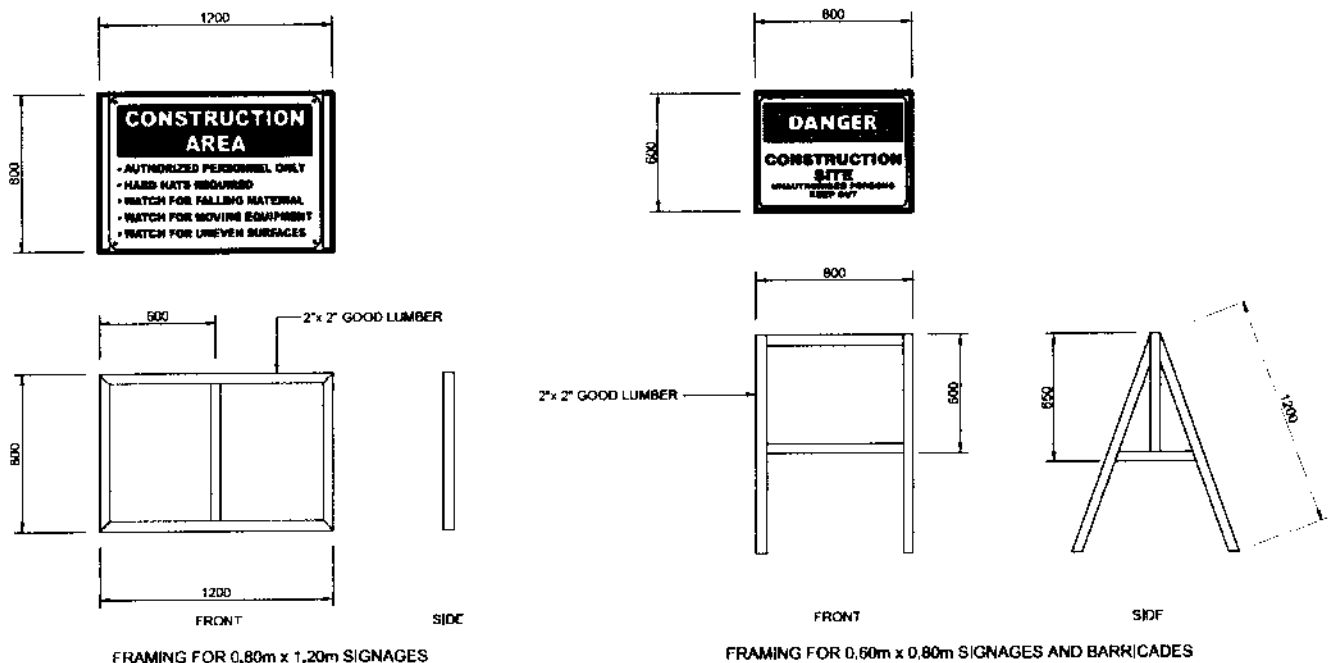 1200
800
CONSTRUCTION
AREA
• AUTHORIZED PERSONNEL ONLY
• HARD HATS REQUIRED
• WATCH FOR FALLING MATERIAL
• WATCH FOR MOVING EQUIPMENT
• WATCH FOR UNEVEN SURFACES
800
600
DANGER
CONSTRUCTION
SITE
UNAUTHORISED PERSONS
KEEP OUT
600
2"x 2" GOOD LUMBER
800
1200
FRONT
SIDE
FRAMING FOR 0.80m x 1.20m SIGNAGES
800
2"x 2" GOOD LUMBER
600
650
1200
FRONT
SIDE
FRAMING FOR 0.60m x 0.80m SIGNAGES AND BARRICADES